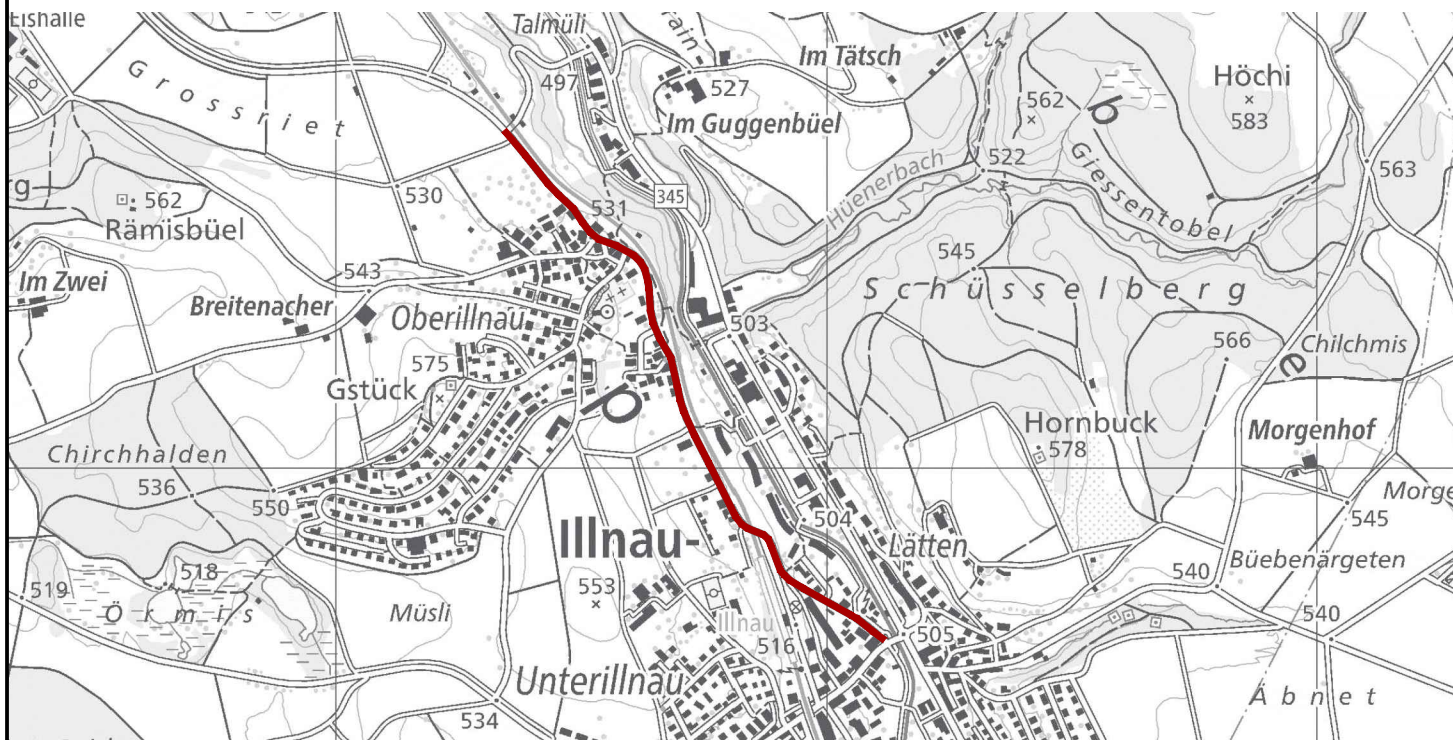 Eishalle
Talmüli
rain
Im Tätsch
Höchi
583
Grossriet
497
527
562
b
Im Guggenbüel
522
Giessentobel
563
530
345
Hüenerbach
rg
562
Rämisbüel
531
545
Schüsselberg
543
Im Zwei
Breitenacher
Oberillnau
503
566
Chilchmis
e
575
Gstück
O
Hornbuck
578
Morgenhof
Chirchhalden
536
550
Morge
504
545
Illnau-
Lätten
Büebenärgeten
519
518
Örmis
Müsli
553
540
Illnau
516
505
540
Unterillnau
534
Äbnet